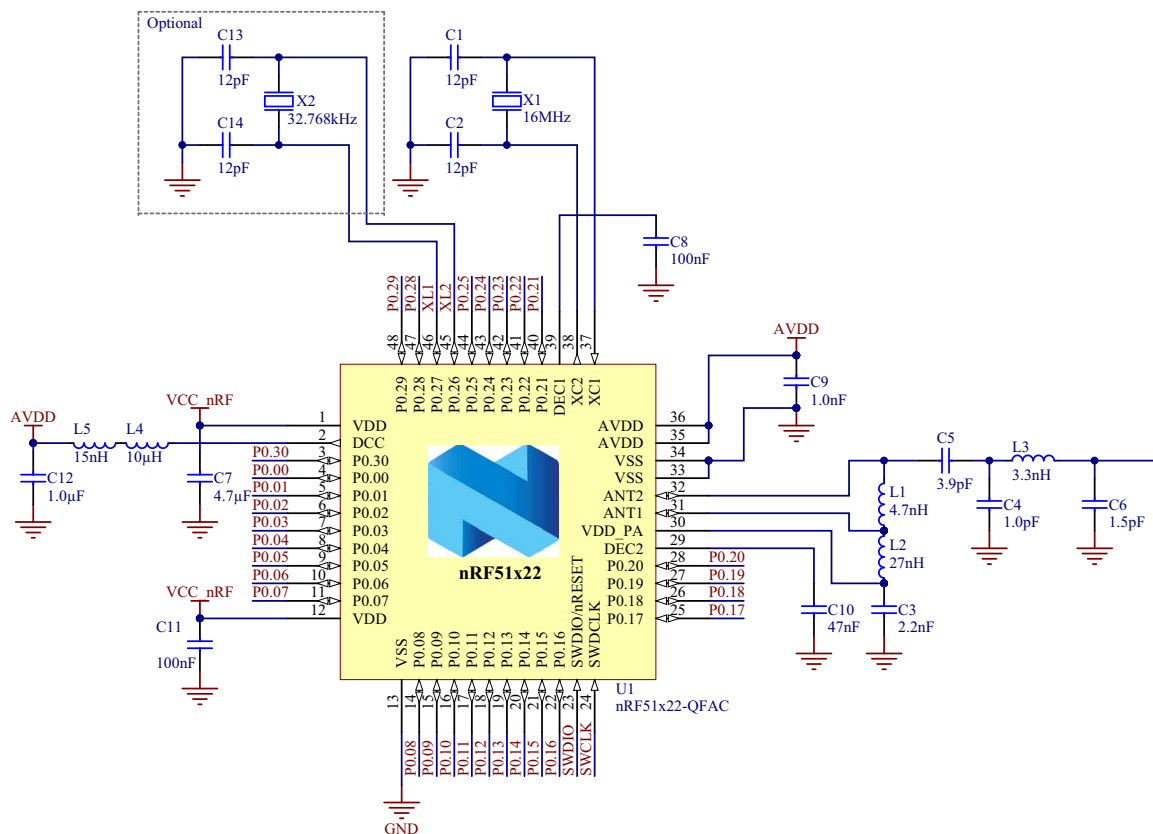 Optional
C13
12pF
X2
32.768kHz
C14
12pF
C1
12pF
X1
16MHz
C2
12pF
C8
100nF
P0.29
P0.28
XL1
XL2
P0.25
P0.24
P0.23
P0.22
P0.21
48
47
46
45
44
43
42
41
40
39
38
37
P0.29
P0.28
P0.27
P0.26
P0.25
P0.24
P0.23
P0.22
P0.21
DEC1
XC2
XC1
AVDD
C9
1.0nF
AVDD
L5
15nH
L4
10µH
C12
1.0µF
VCC_nRF
C7
4.7µF
1 VDD
2 DCC
P0.30 3 P0.30
P0.00 4 P0.00
P0.01 5 P0.01
P0.02 6 P0.02
P0.03 7 P0.03
P0.04 8 P0.04
P0.05 9 P0.05
P0.06 10 P0.06
P0.07 11 P0.07
12 VDD
VCC_nRF
C11
100nF
nRF51x22
AVDD 36
AVDD 35
VSS 34
VSS 33
ANT2 32
ANT1 31
VDD_PA 30
DEC2 29
P0.20 28 P0.20
P0.19 27 P0.19
P0.18 26 P0.18
P0.17 25 P0.17
C5
3.9pF
L3
3.3nH
L1
4.7nH
C4
1.0pF
C6
1.5pF
L2
27nH
C10
47nF
C3
2.2nF
VSS
P0.08
P0.09
P0.10
P0.11
P0.12
P0.13
P0.14
P0.15
P0.16
SWDIO/nRESET
SWDCLK
U1
nRF51x22-QFAC
13
14
15
16
17
18
19
20
21
22
23
24
P0.08
P0.09
P0.10
P0.11
P0.12
P0.13
P0.14
P0.15
P0.16
SWDIO
SWCLK
GND